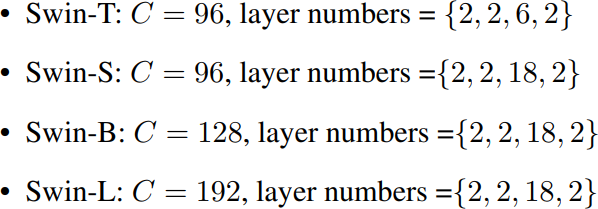 • Swin-T: C = 96, layer numbers = {2, 2, 6, 2}
• Swin-S: C = 96, layer numbers ={2, 2, 18, 2}
• Swin-B: C = 128, layer numbers ={2, 2, 18, 2}
• Swin-L: C = 192, layer numbers ={2, 2, 18, 2}